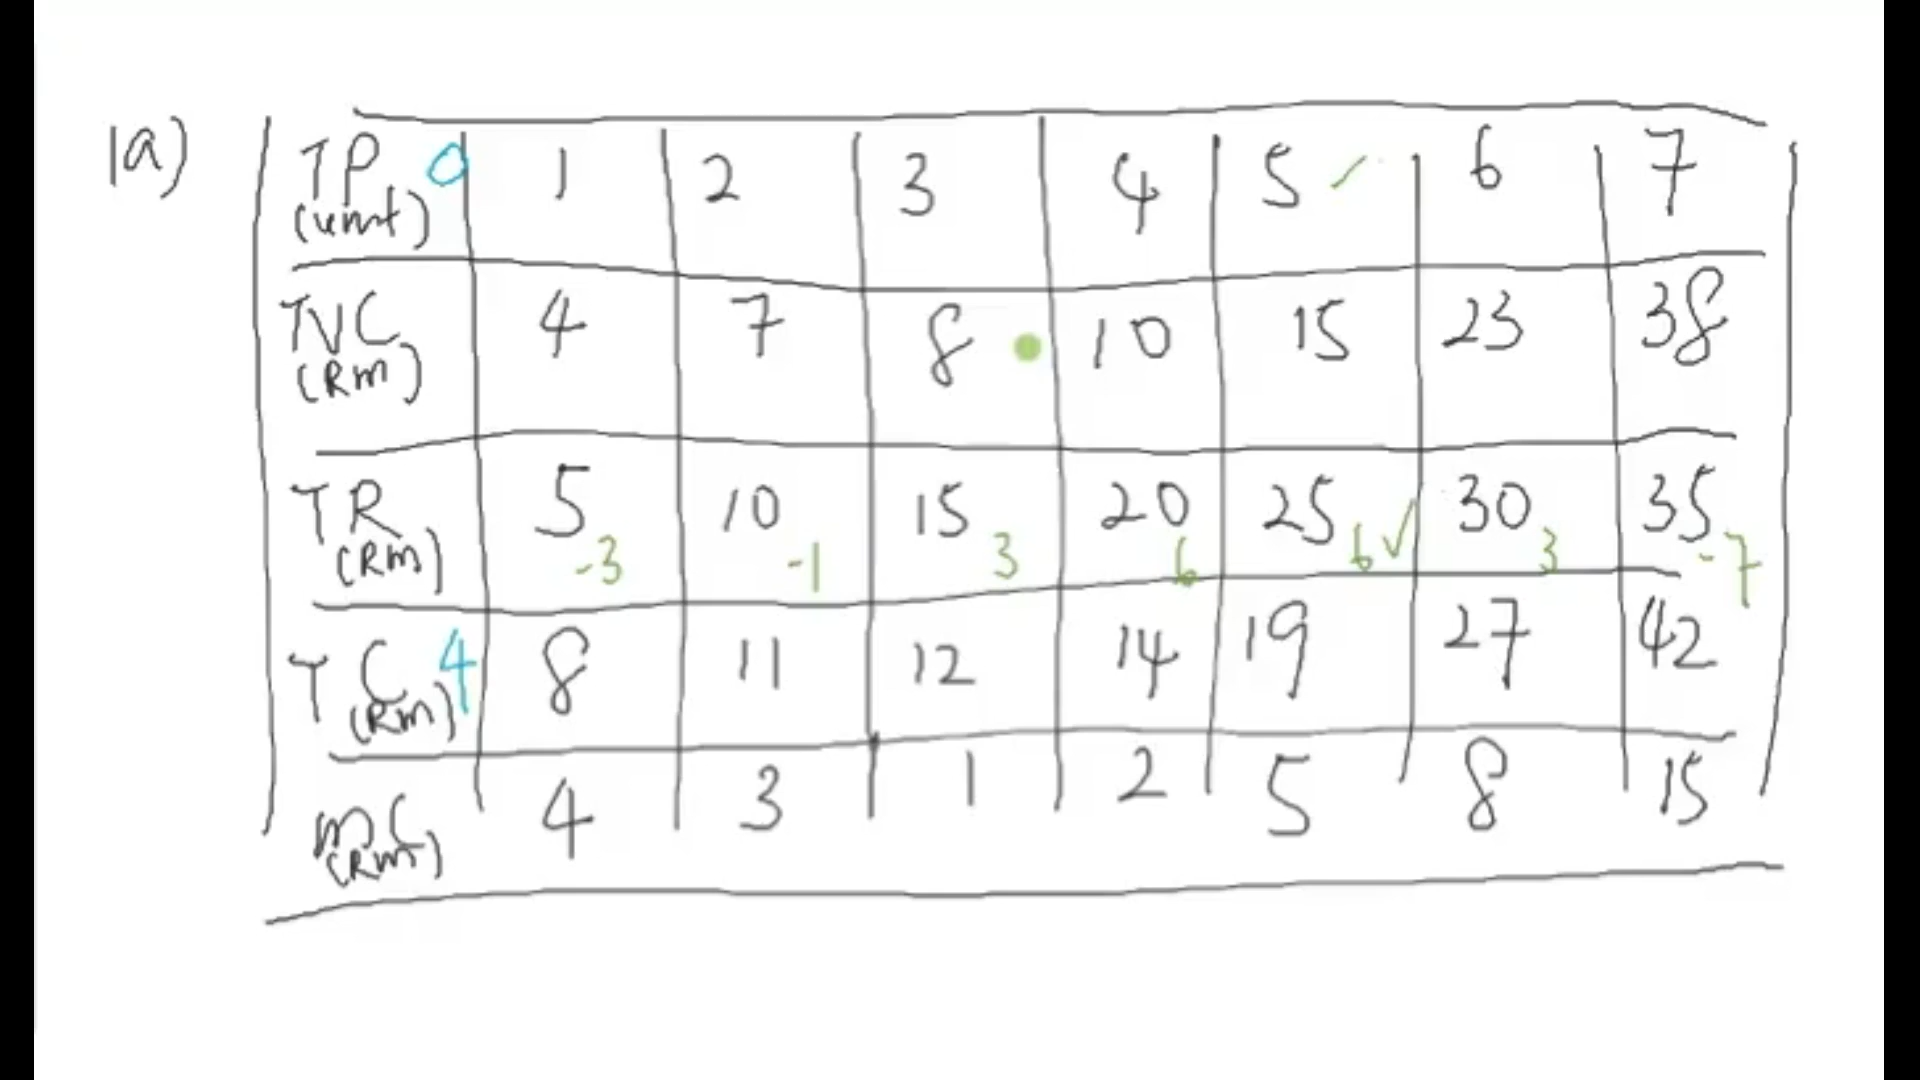 1a)
TP 0 1 2 3 4 5 ✓ 6 7
(unit)
TVC 4 7 8 10 15 23 38
(Rm)
TR 5 10 15 20 25 30 35
(Rm) -3 -1 3 6 6 ✓ 3 -7
TC 4 8 11 12 14 19 27 42
(Rm)
MC 4 3 1 2 5 8 15
(Rm)